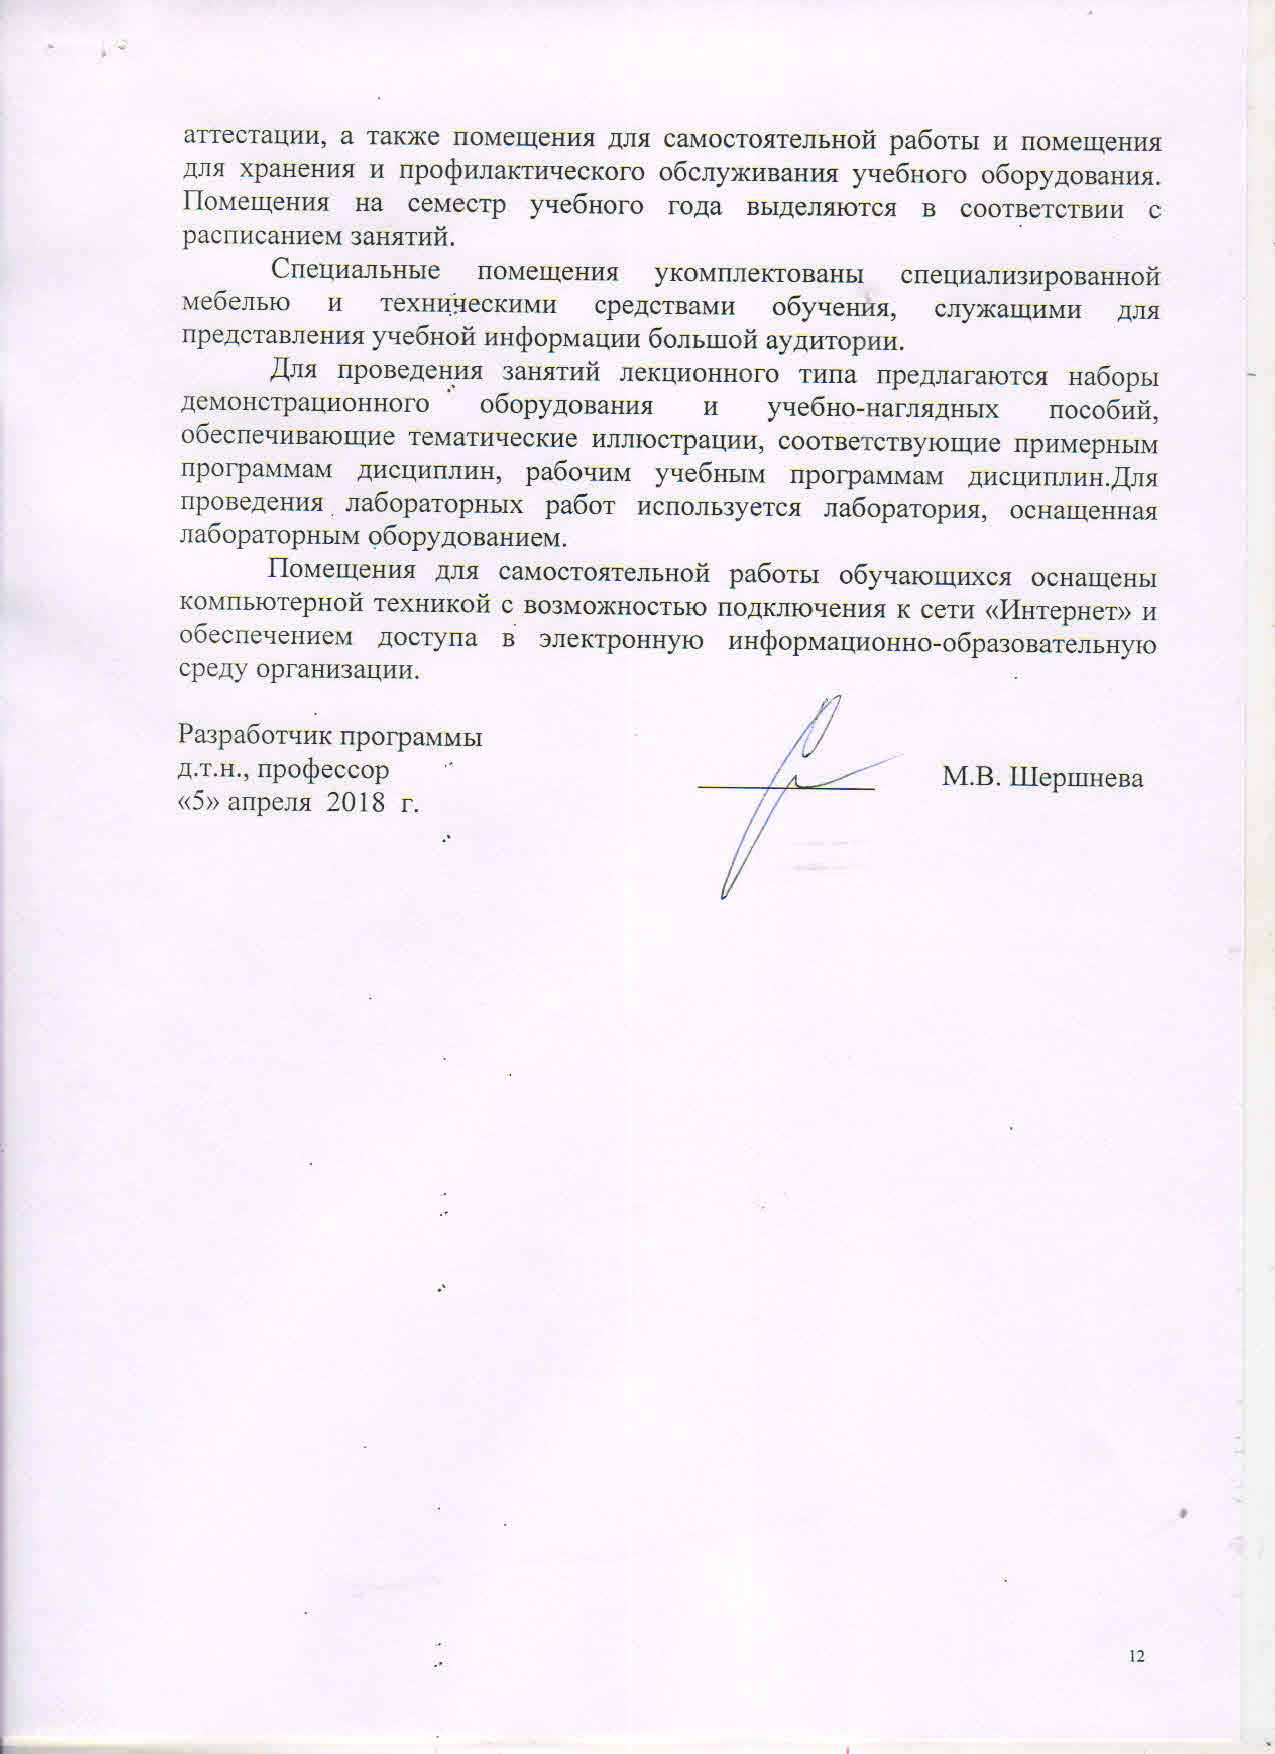 аттестации, а также помещения для самостоятельной работы и помещения
для хранения и профилактического обслуживания учебного оборудования.
Помещения на семестр учебного года выделяются в соответствии с
расписанием занятий.
Специальные помещения укомплектованы специализированной
мебелью и техническими средствами обучения, служащими для
представления учебной информации большой аудитории.
Для проведения занятий лекционного типа предлагаются наборы
демонстрационного оборудования и учебно-наглядных пособий,
обеспечивающие тематические иллюстрации, соответствующие примерным
программам дисциплин, рабочим учебным программам дисциплин.Для
проведения лабораторных работ используется лаборатория, оснащенная
лабораторным оборудованием.
Помещения для самостоятельной работы обучающихся оснащены
компьютерной техникой с возможностью подключения к сети «Интернет» и
обеспечением доступа в электронную информационно-образовательную
среду организации.
Разработчик программы
д.т.н., профессор М.В. Шершнева
«5» апреля 2018 г.
12